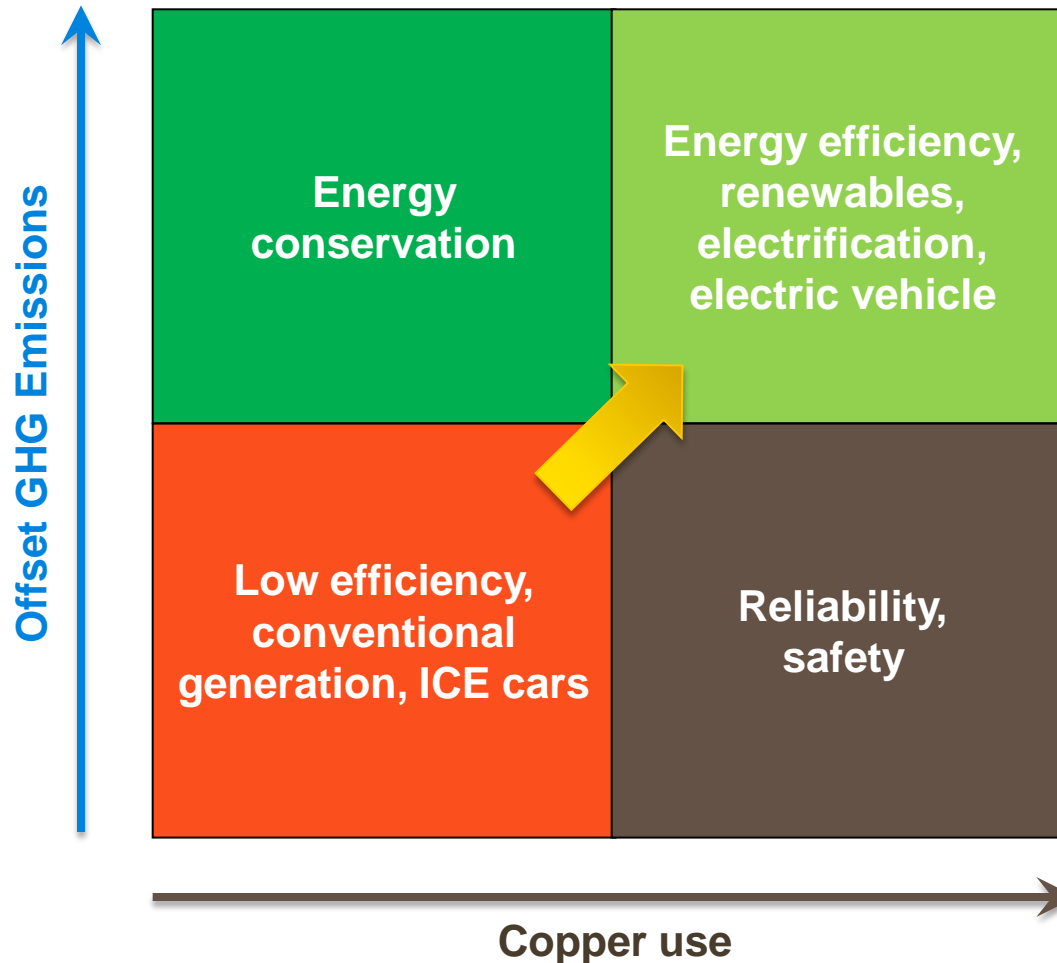 Offset GHG Emissions
Energy
conservation
Energy efficiency,
renewables,
electrification,
electric vehicle
Low efficiency,
conventional
generation, ICE cars
Reliability,
safety
Copper use